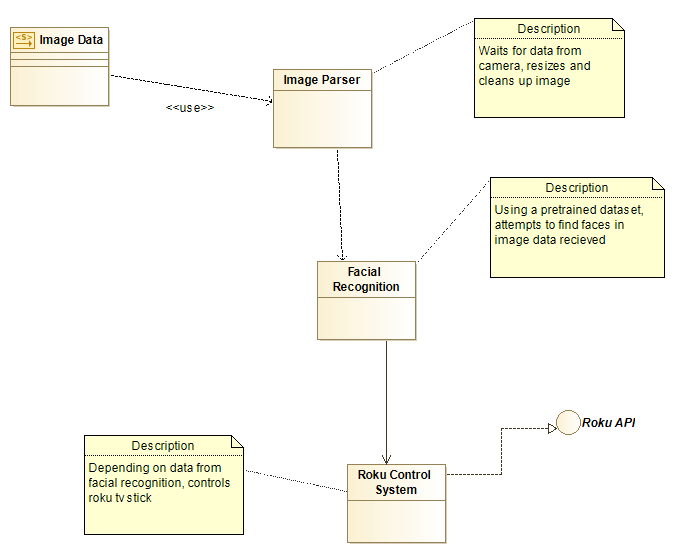 <S>
Image Data
<<use>>
Image Parser
Description
Waits for data from
camera, resizes and
cleans up image
Description
Using a pretrained dataset,
attempts to find faces in
image data recieved
Facial
Recognition
Roku API
Description
Depending on data from
facial recognition, controls
roku tv stick
Roku Control
System